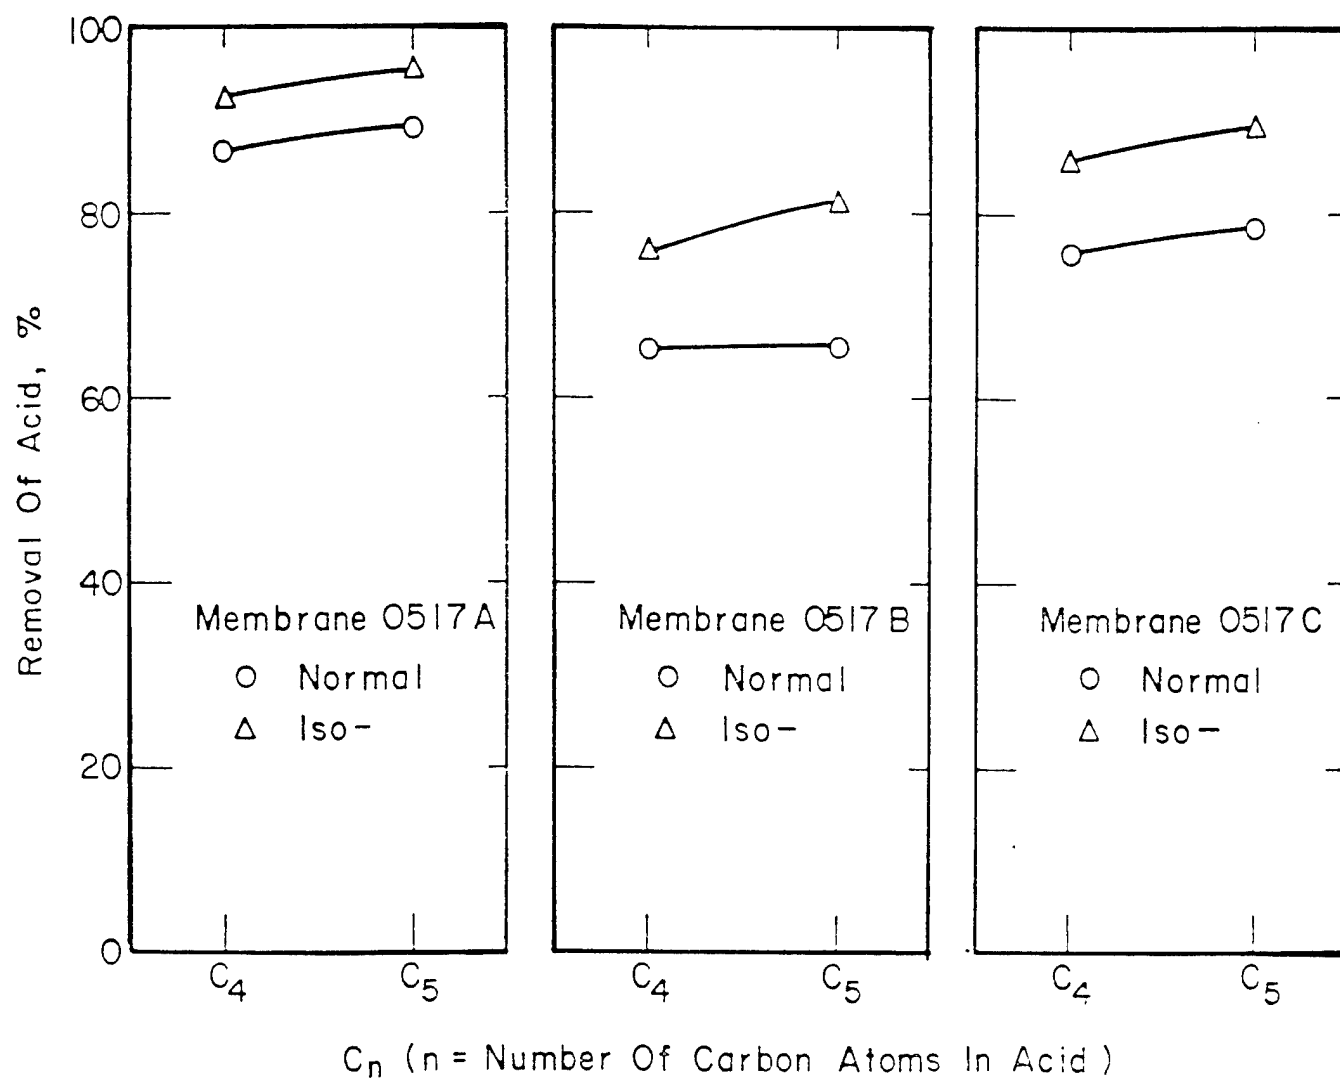 Removal Of Acid, %
100
80
60
40
20
0
Membrane 0517A
Normal
Iso-
C4
C5
Membrane 0517B
Normal
Iso-
C4
C5
Membrane 0517C
Normal
Iso-
C4
C5
Cn (n = Number Of Carbon Atoms In Acid)